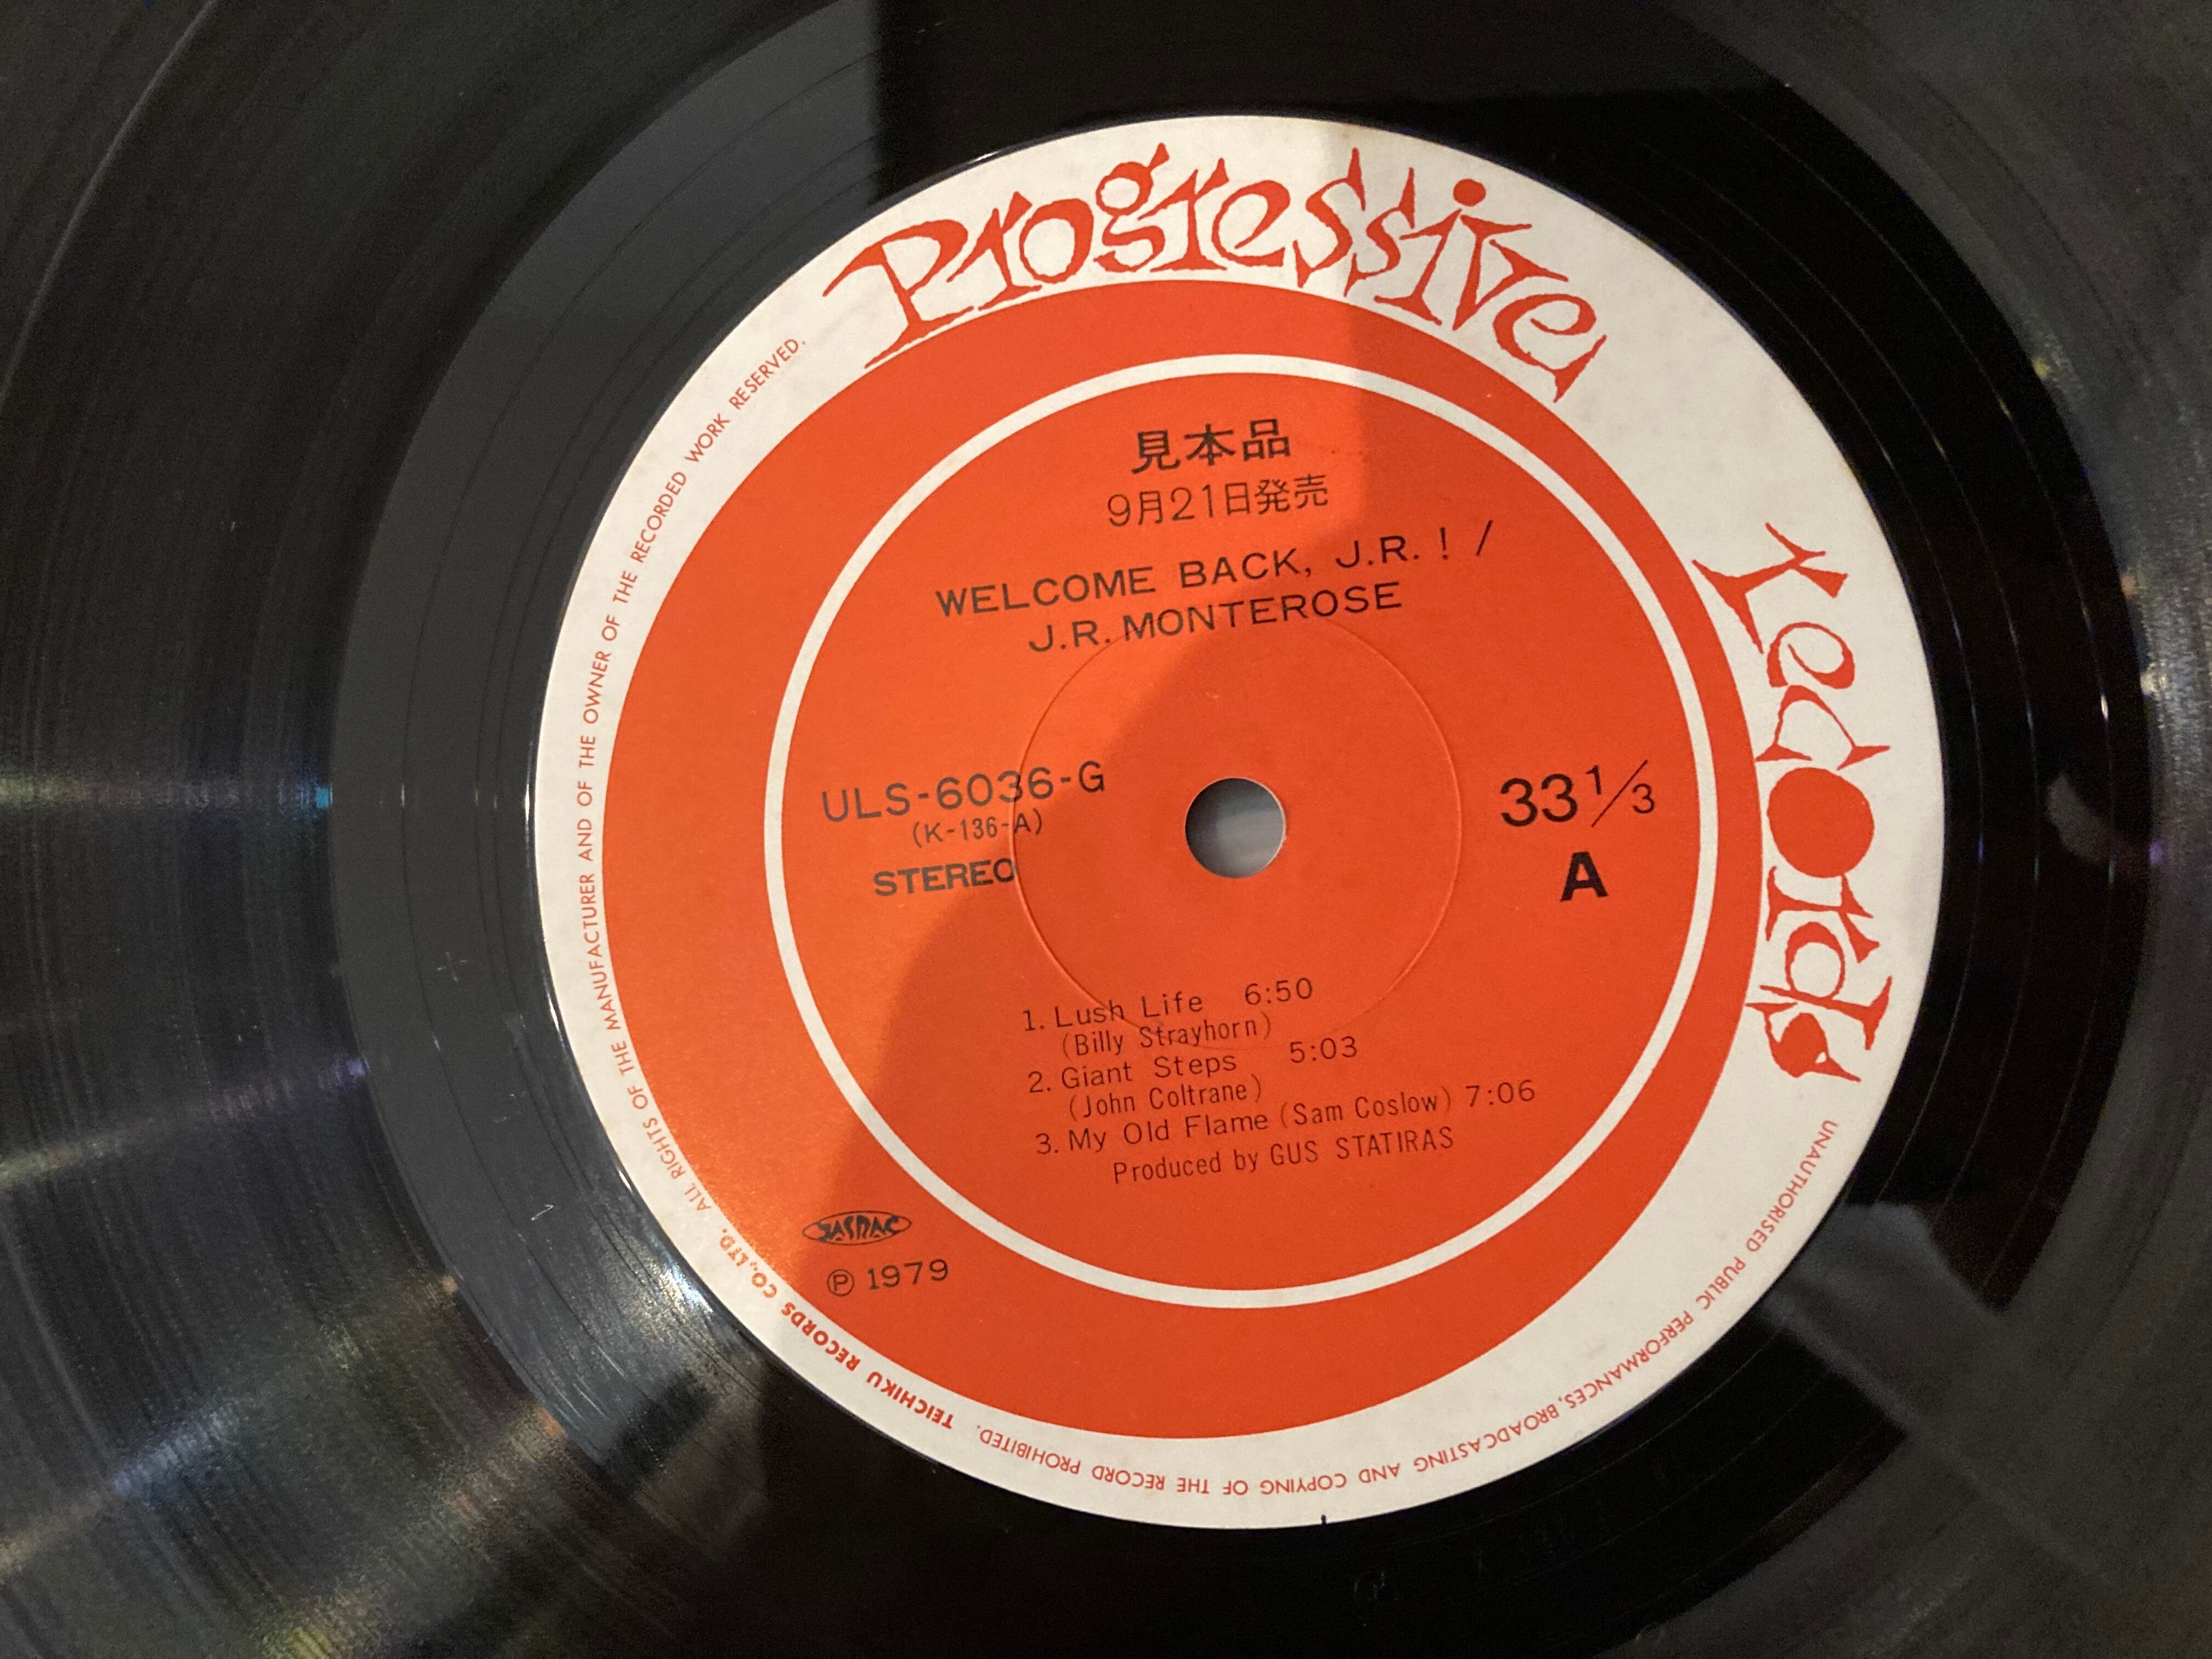 Progressive
records
見本品
9月21日発売
WELCOME BACK, J.R. ! /
J.R. MONTEROSE
ULS-6036-G
(K-136-A)
STEREO
33 1/3
A
1. Lush Life 6:50
(Billy Strayhorn)
2. Giant Steps 5:03
(John Coltrane)
3. My Old Flame (Sam Coslow) 7:06
Produced by GUS STATIRAS
JASRAC
Ⓟ 1979
TEICHIKU RECORDS CO.,LTD. ALL RIGHTS OF THE MANUFACTURER AND OF THE OWNER OF THE RECORDED WORK RESERVED.
UNAUTHORISED PUBLIC PERFORMANCES, BROADCASTING AND COPYING OF THE RECORD PROHIBITED.